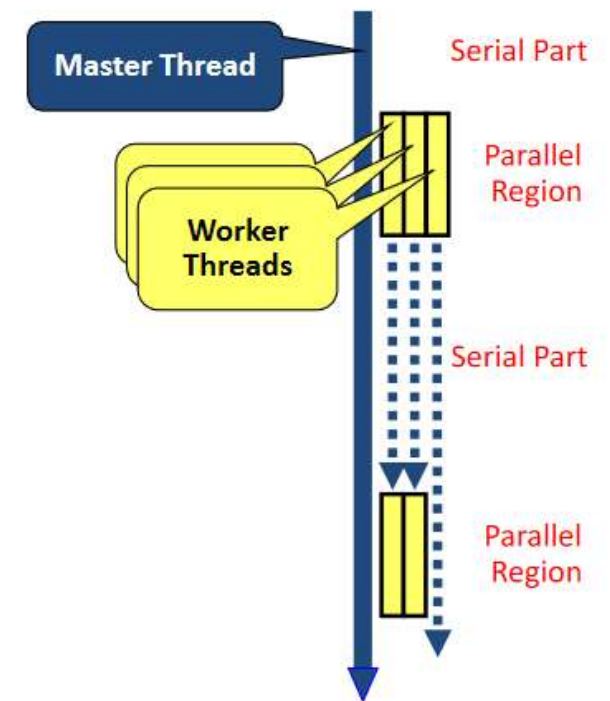 Serial Part
Master Thread
Parallel
Region
Worker
Threads
Serial Part
Parallel
Region